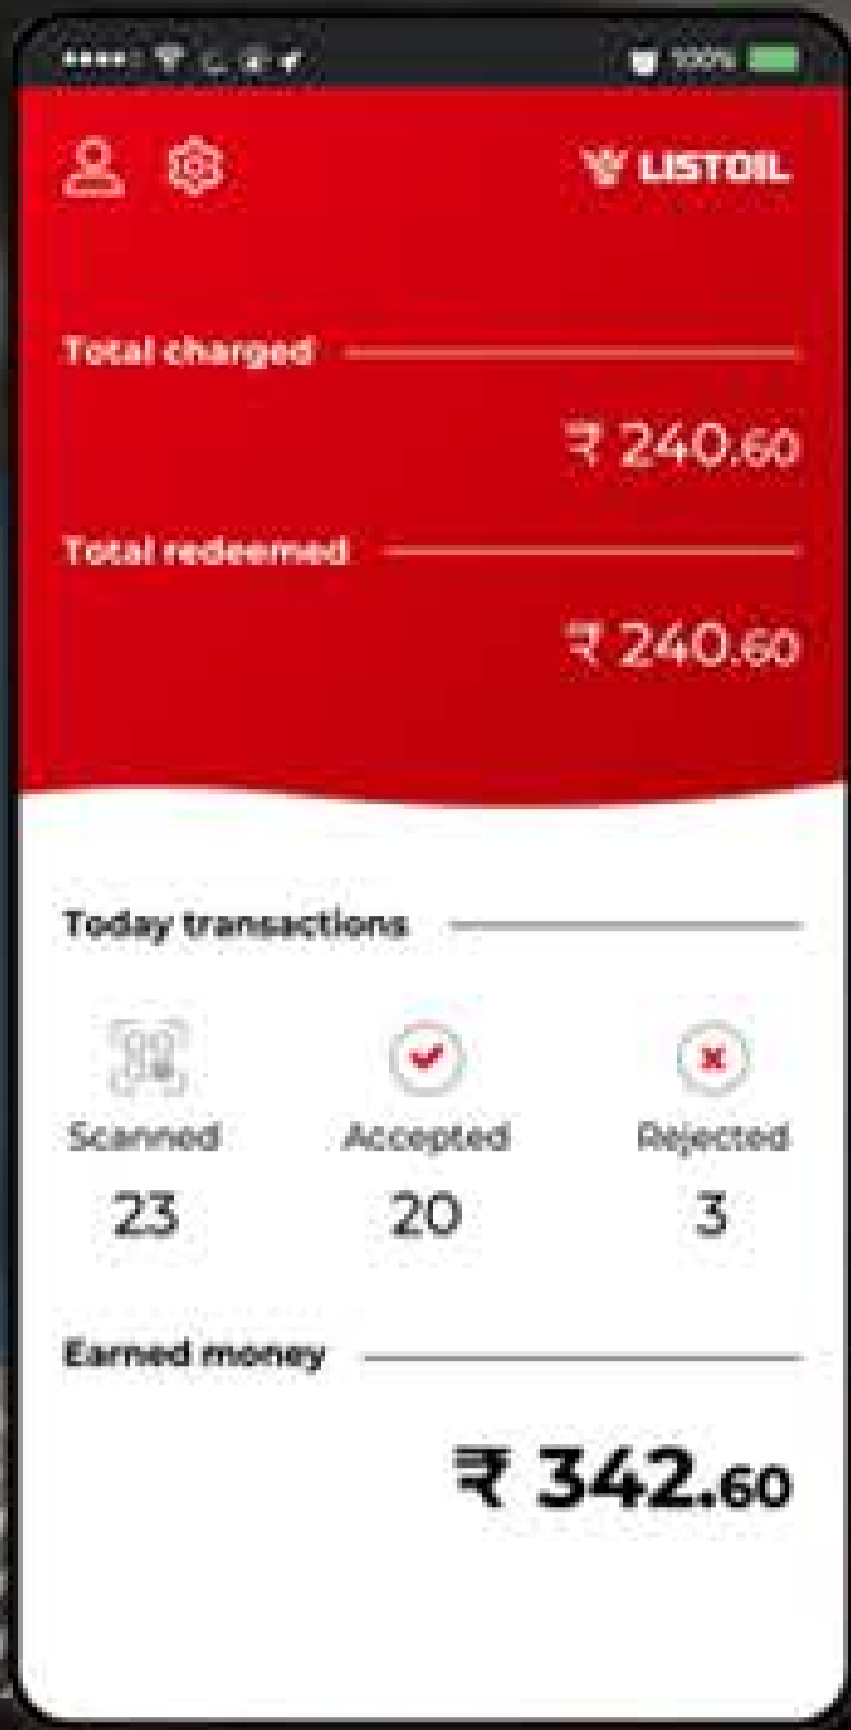 100%
LISTOIL
Total charged
₹ 240.60
Total redeemed
₹ 240.60
Today transactions
Scanned Accepted Rejected
23 20 3
Earned money
₹ 342.60